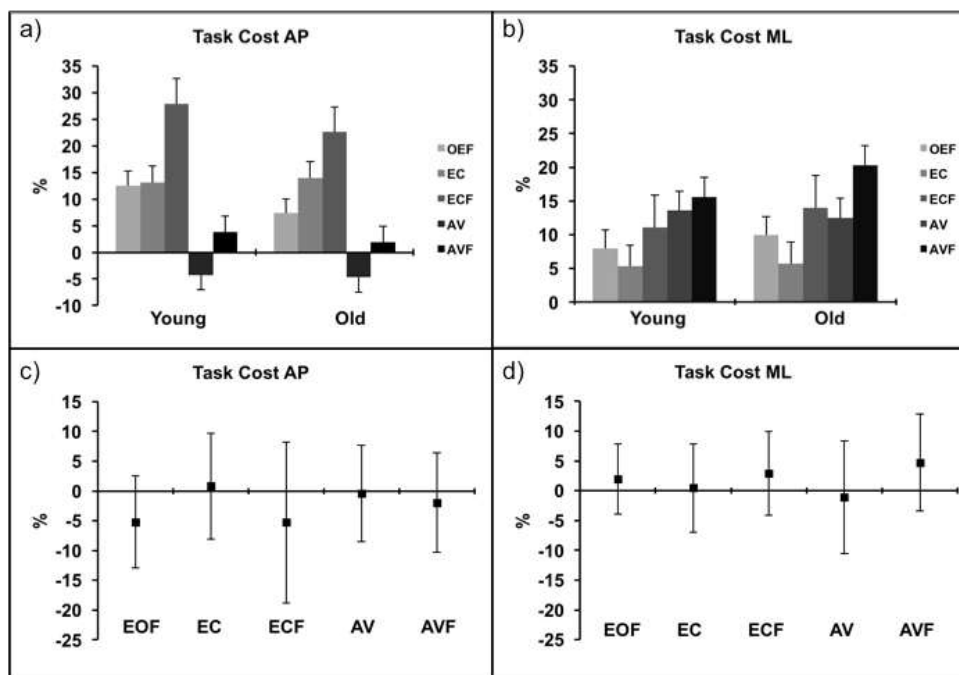 a)
Task Cost AP
35
30
25
20
15
10
5
0
-5
-10
%
OEF
EC
ECF
AV
AVF
Young Old
b)
Task Cost ML
35
30
25
20
15
10
5
0
%
OEF
EC
ECF
AV
AVF
Young Old
c)
Task Cost AP
15
10
5
0
-5
-10
-15
-20
-25
%
EOF EC ECF AV AVF
d)
Task Cost ML
15
10
5
0
-5
-10
-15
-20
-25
%
EOF EC ECF AV AVF